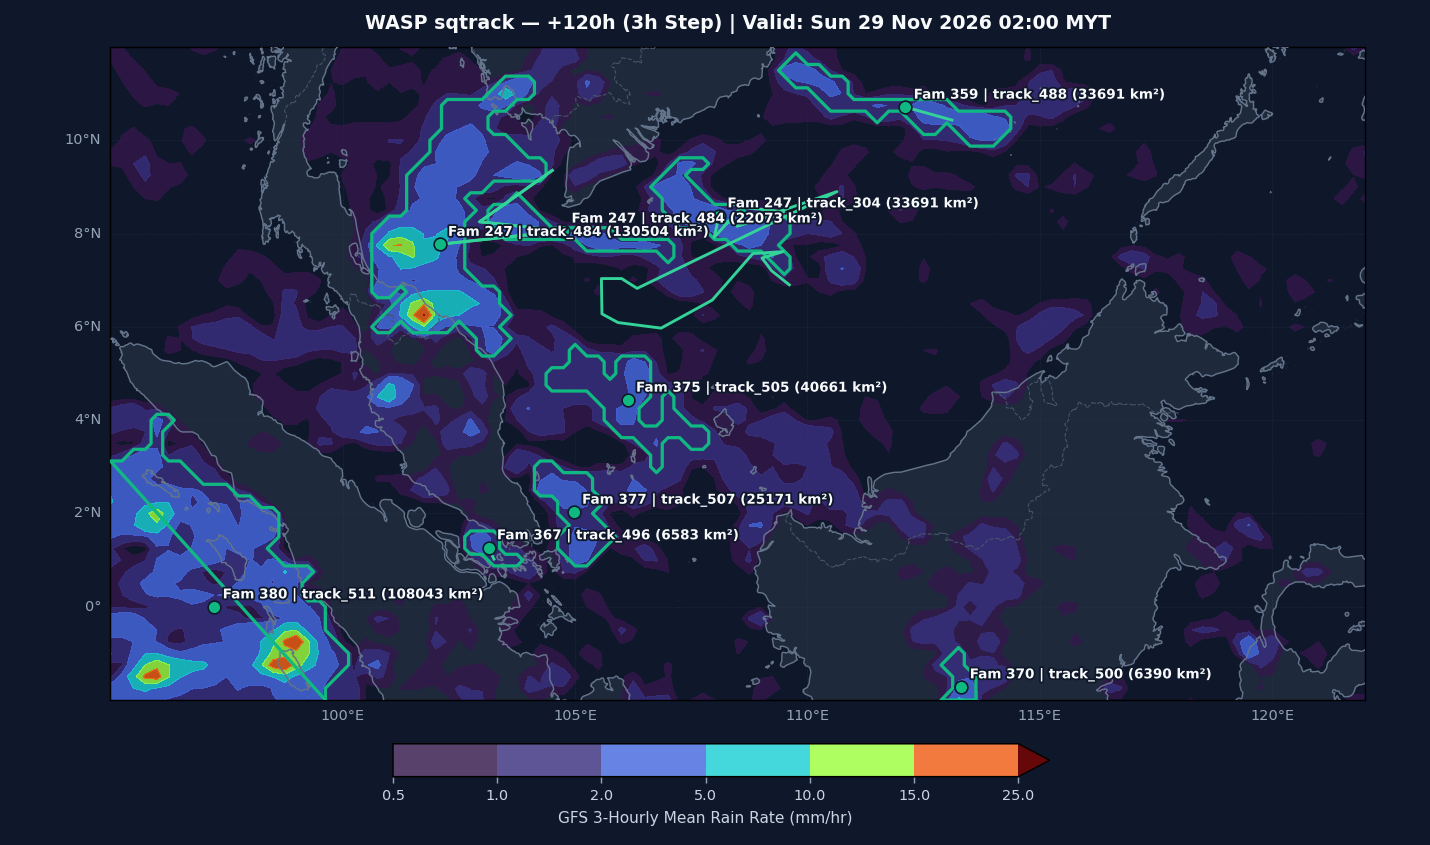 WASP sqtrack — +120h (3h Step) | Valid: Sun 29 Nov 2026 02:00 MYT
Fam 359 | track_488 (33691 km²)
10°N
Fam 247 | track_304 (33691 km²)
Fam 247 | track_484 (22073 km²)
Fam 247 | track_484 (130504 km²)
8°N
6°N
Fam 375 | track_505 (40661 km²)
4°N
Fam 377 | track_507 (25171 km²)
2°N
Fam 367 | track_496 (6583 km²)
Fam 380 | track_511 (108043 km²)
0°
Fam 370 | track_500 (6390 km²)
100°E 105°E 110°E 115°E 120°E
0.5 1.0 2.0 5.0 10.0 15.0 25.0
GFS 3-Hourly Mean Rain Rate (mm/hr)